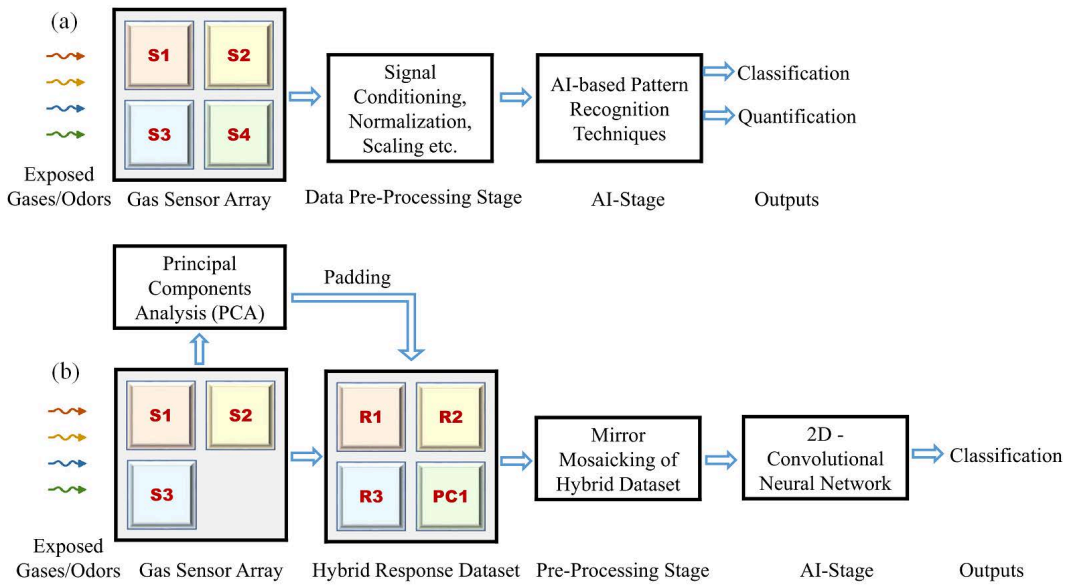 (a)
S1
S2
S3
S4
Exposed
Gases/Odors
Gas Sensor Array
Signal
Conditioning,
Normalization,
Scaling etc.
Data Pre-Processing Stage
AI-based Pattern
Recognition
Techniques
AI-Stage
Classification
Quantification
Outputs
Principal
Components
Analysis (PCA)
Padding
(b)
S1
S2
S3
Exposed
Gases/Odors
Gas Sensor Array
R1
R2
R3
PC1
Hybrid Response Dataset
Mirror
Mosaicking of
Hybrid Dataset
Pre-Processing Stage
2D -
Convolutional
Neural Network
AI-Stage
Classification
Outputs